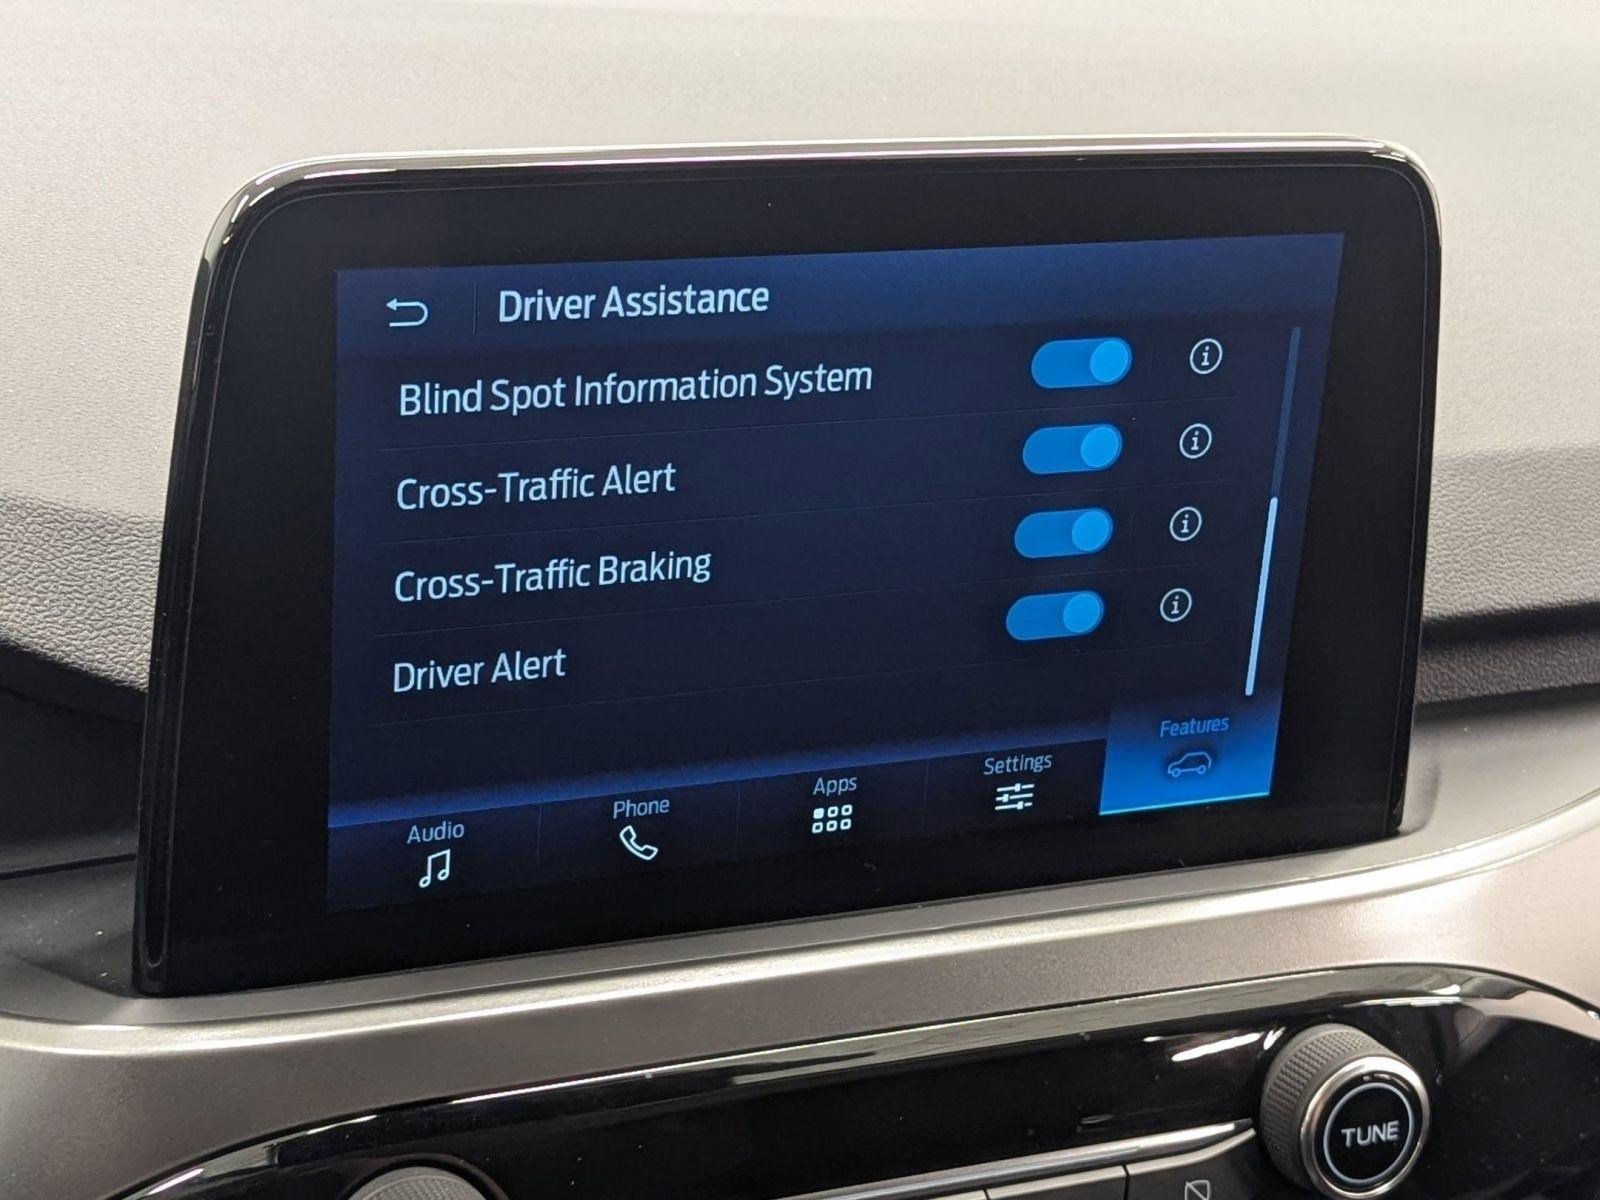 Driver Assistance
Blind Spot Information System
Cross-Traffic Alert
Cross-Traffic Braking
Driver Alert
Audio
Phone
Apps
Settings
Features
TUNE